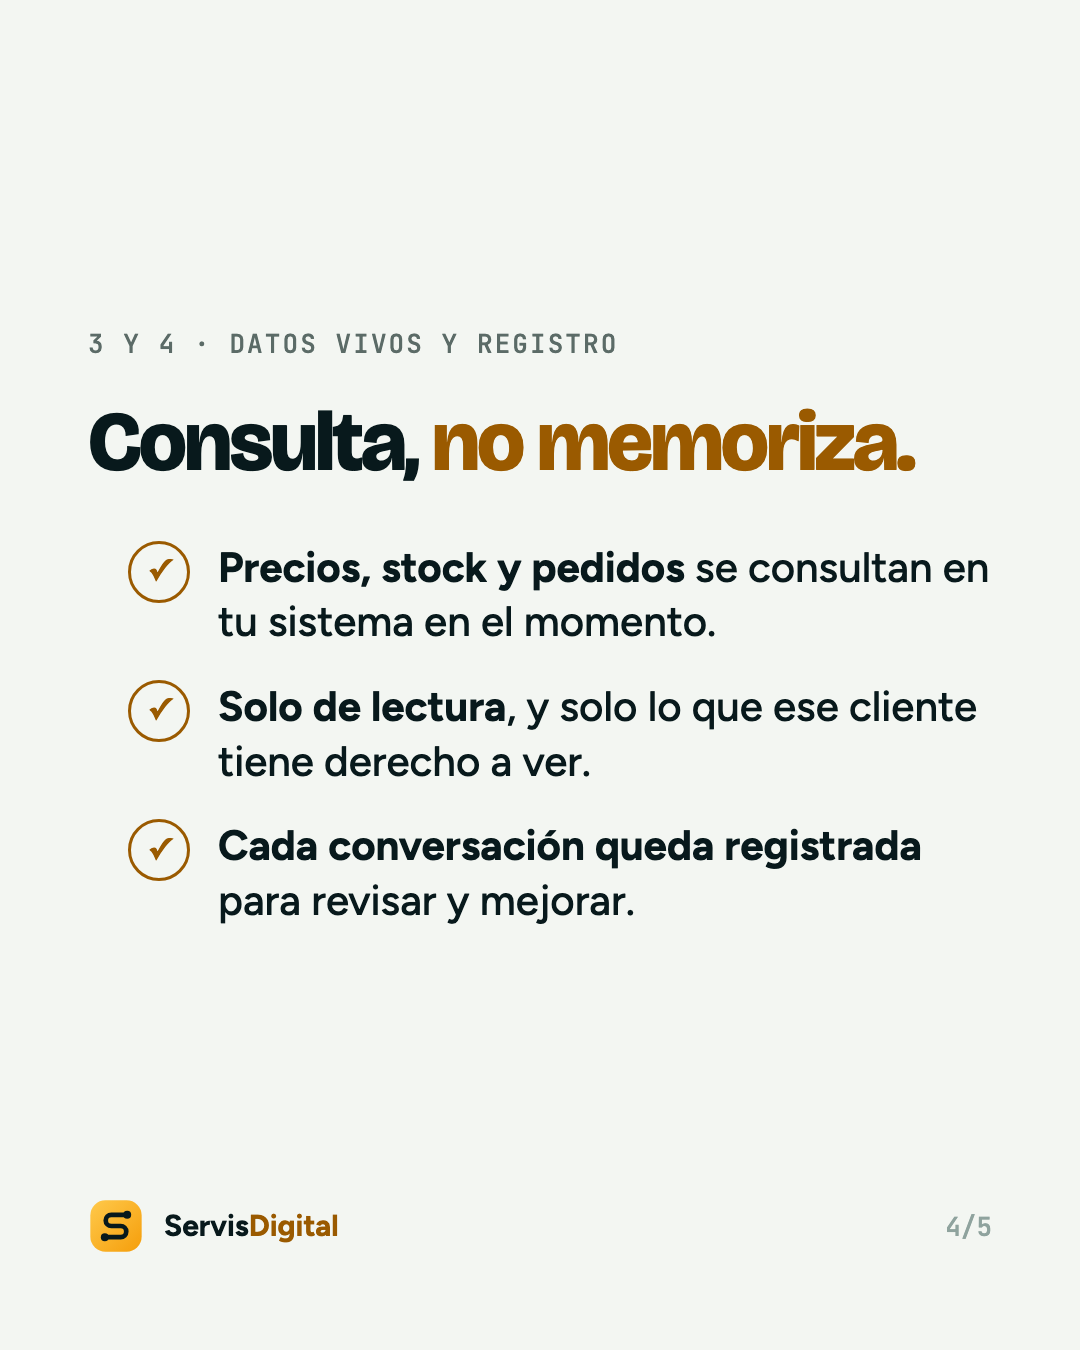 3 Y 4 · DATOS VIVOS Y REGISTRO
Consulta, no memoriza.
Precios, stock y pedidos se consultan en
tu sistema en el momento.
Solo de lectura, y solo lo que ese cliente
tiene derecho a ver.
Cada conversación queda registrada
para revisar y mejorar.
ServisDigital
4/5